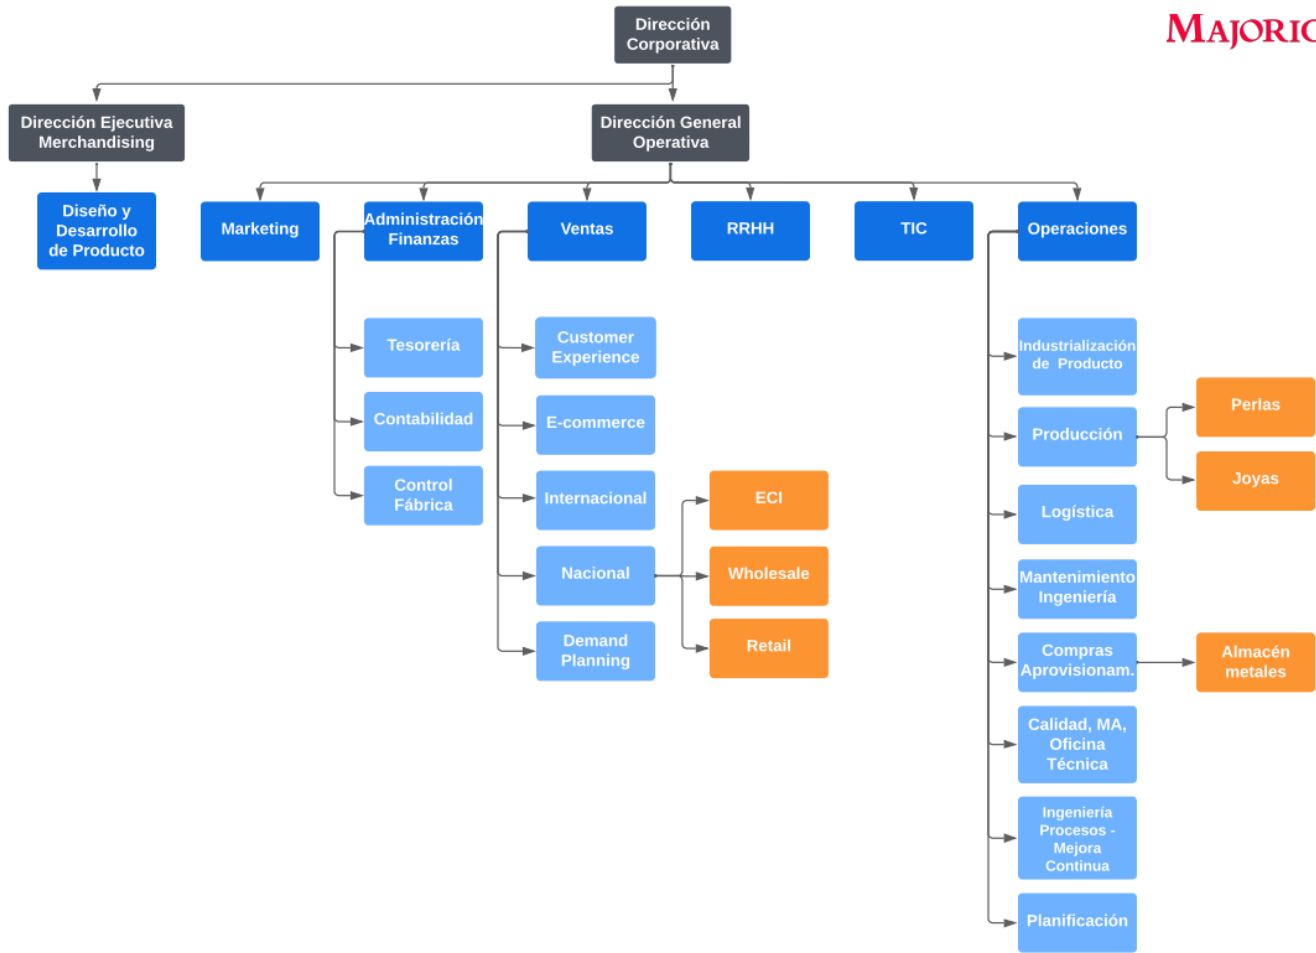 Dirección
Corporativa
MAJORIC
Dirección Ejecutiva
Merchandising
Dirección General
Operativa
Diseño y
Desarrollo
de Producto
Marketing
Administración
Finanzas
Ventas
RRHH
TIC
Operaciones
Tesorería
Contabilidad
Control
Fábrica
Customer
Experience
E-commerce
Internacional
Nacional
Demand
Planning
ECI
Wholesale
Retail
Industrialización
de Producto
Producción
Logística
Mantenimiento
Ingeniería
Compras
Aprovisionam.
Calidad, MA,
Oficina
Técnica
Ingeniería
Procesos -
Mejora
Continua
Planificación
Perlas
Joyas
Almacén
metales